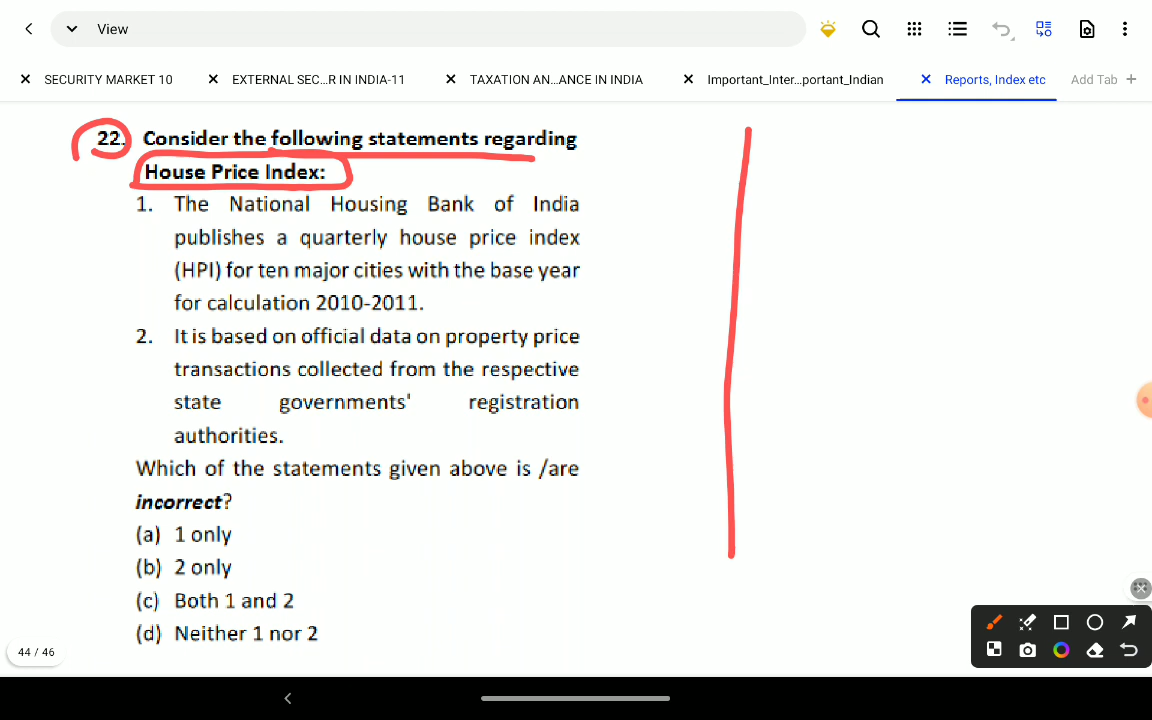 View
SECURITY MARKET 10
EXTERNAL SEC...R IN INDIA-11
TAXATION AN...ANCE IN INDIA
Important_Inter...portant_Indian
Reports, Index etc
Add Tab
22. Consider the following statements regarding
House Price Index:
1. The National Housing Bank of India
publishes a quarterly house price index
(HPI) for ten major cities with the base year
for calculation 2010-2011.
2. It is based on official data on property price
transactions collected from the respective
state governments' registration
authorities.
Which of the statements given above is /are
incorrect?
(a) 1 only
(b) 2 only
(c) Both 1 and 2
(d) Neither 1 nor 2
44 / 46